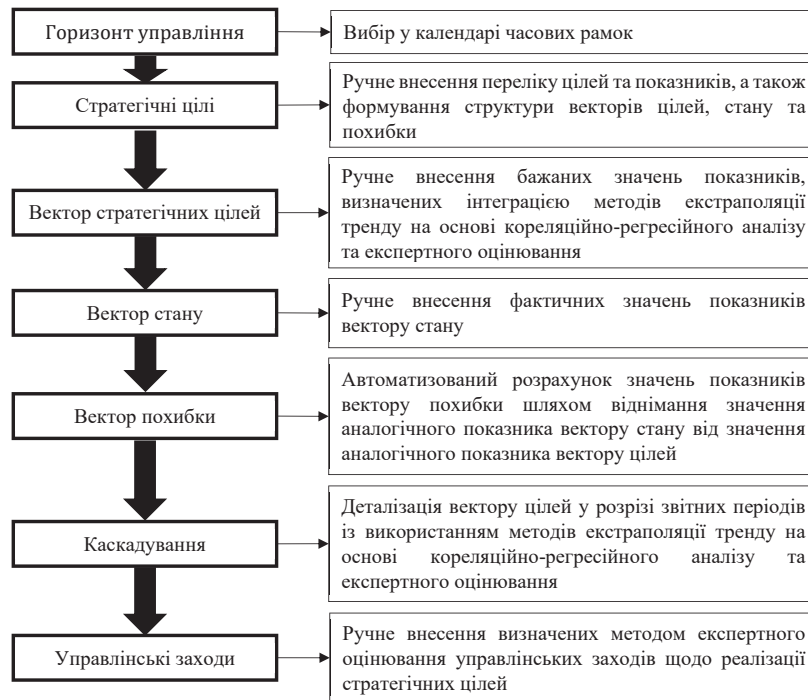 Горизонт управління
Вибір у календарі часових рамок
Стратегічні цілі
Ручне внесення переліку цілей та показників, а також
формування структури векторів цілей, стану та
похибки
Вектор стратегічних цілей
Ручне внесення бажаних значень показників,
визначених інтеграцією методів екстраполяції
тренду на основі кореляційно-регресійного аналізу
та експертного оцінювання
Вектор стану
Ручне внесення фактичних значень показників
вектору стану
Вектор похибки
Автоматизований розрахунок значень показників
вектору похибки шляхом віднімання значення
аналогічного показника вектору стану від значення
аналогічного показника вектору цілей
Каскадування
Деталізація вектору цілей у розрізі звітних періодів
із використанням методів екстраполяції тренду на
основі кореляційно-регресійного аналізу та
експертного оцінювання
Управлінські заходи
Ручне внесення визначених методом експертного
оцінювання управлінських заходів щодо реалізації
стратегічних цілей